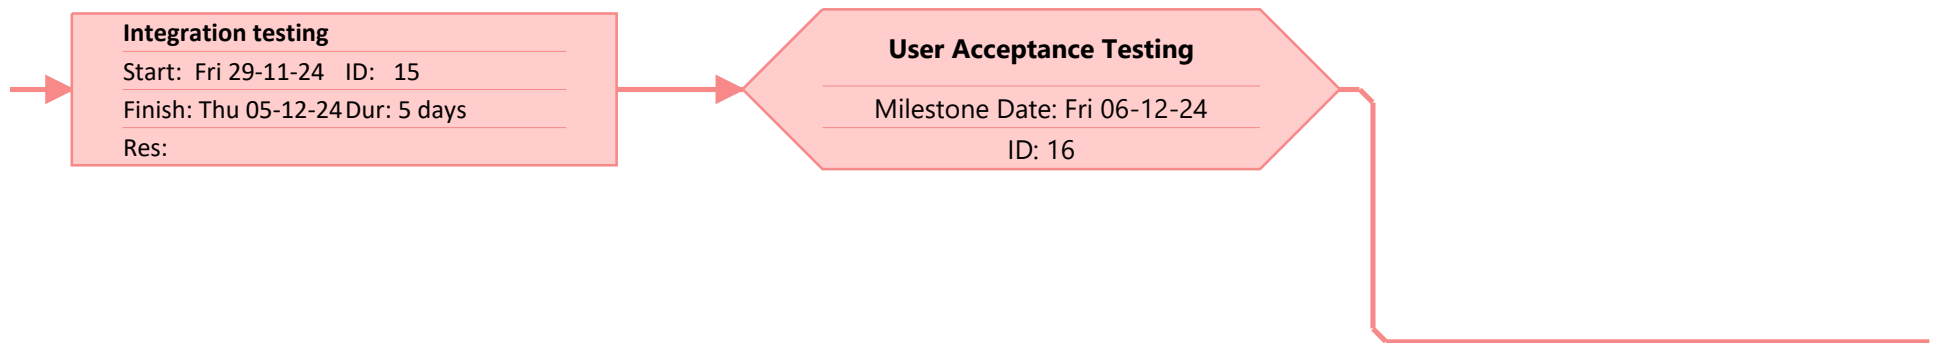 Integration testing
Start: Fri 29-11-24 ID: 15
Finish: Thu 05-12-24 Dur: 5 days
Res:
User Acceptance Testing
Milestone Date: Fri 06-12-24
ID: 16